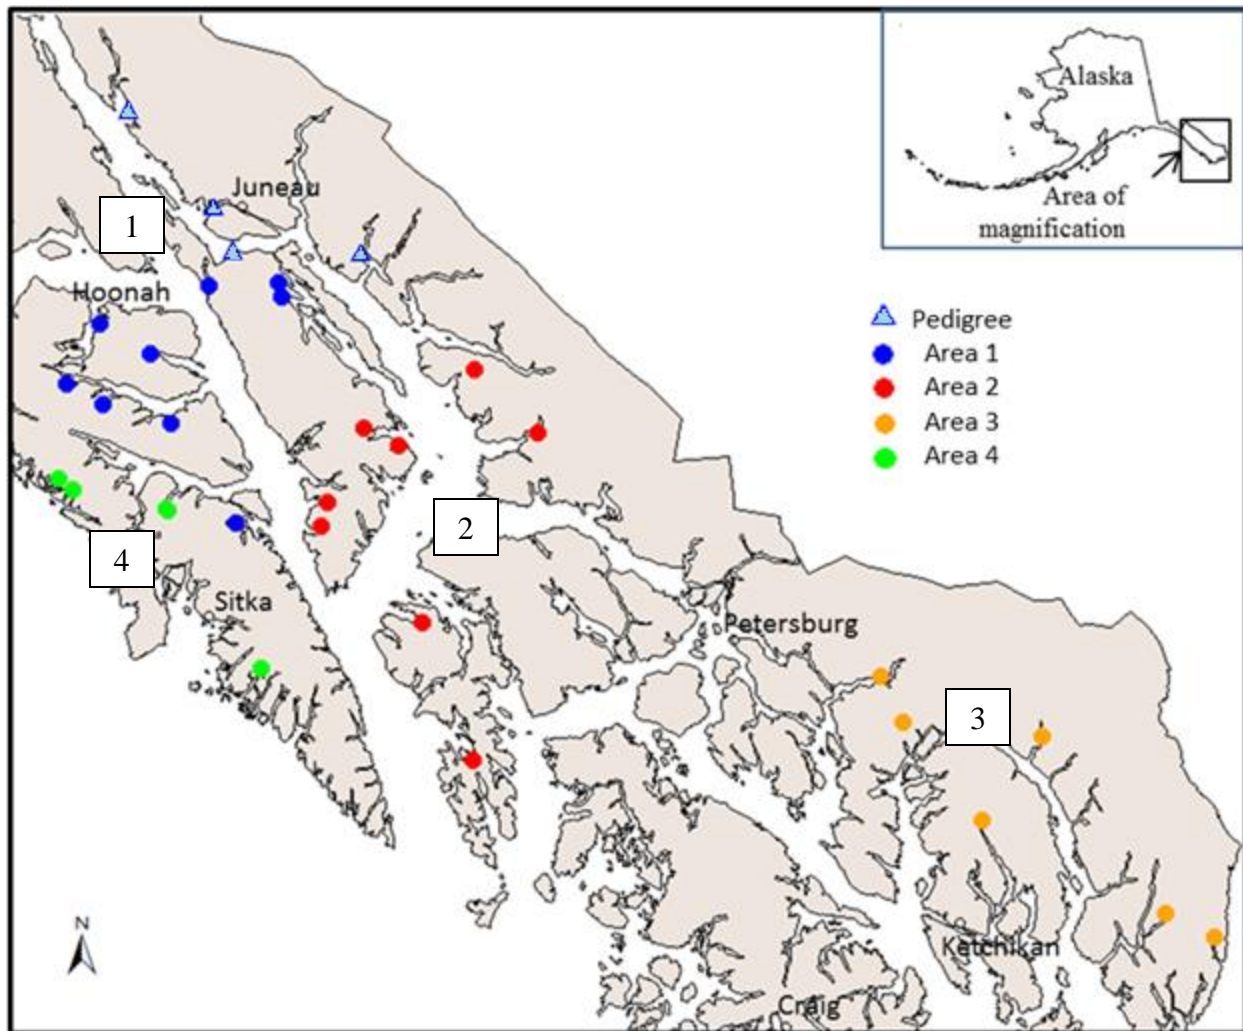 Alaska
Area of
magnification
Juneau
1
Hoonah
Pedigree
Area 1
Area 2
Area 3
Area 4
2
4
Sitka
Petersburg
3
N
Ketchikan
Craig